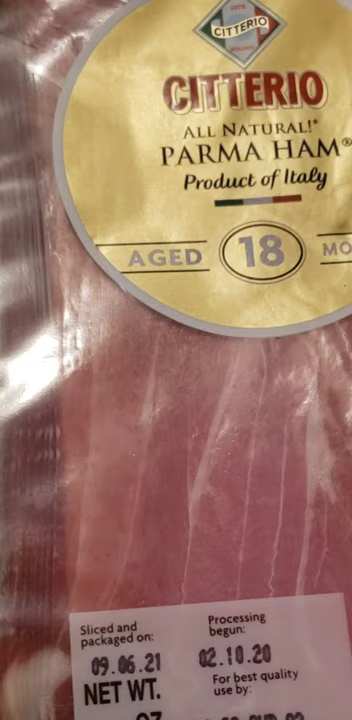 CITTERIO
CITTERIO
ALL NATURAL!*
PARMA HAM®
Product of Italy
AGED 18 MO
Sliced and
packaged on:
09.06.21
Processing
begun:
02.10.20
NET WT.
For best quality
use by: